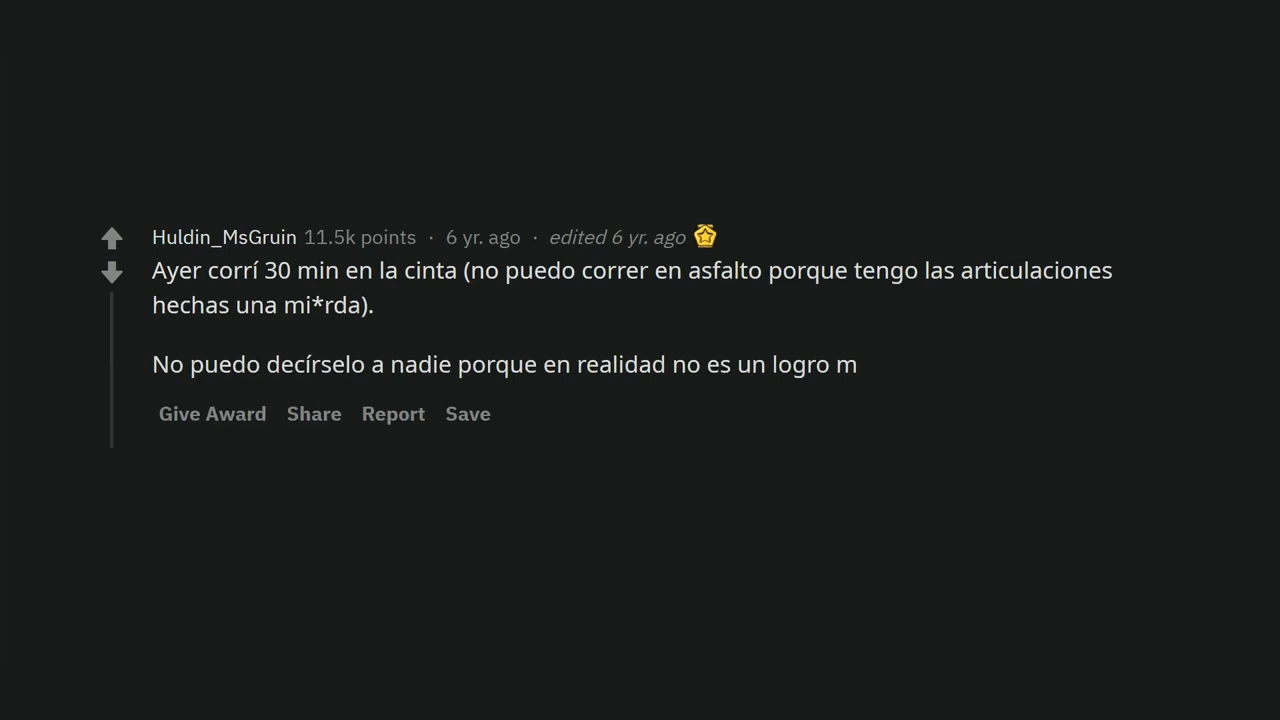 Huldin_MsGruin 11.5k points · 6 yr. ago · edited 6 yr. ago
Ayer corrí 30 min en la cinta (no puedo correr en asfalto porque tengo las articulaciones
hechas una mi*rda).
No puedo decírselo a nadie porque en realidad no es un logro m
Give Award Share Report Save